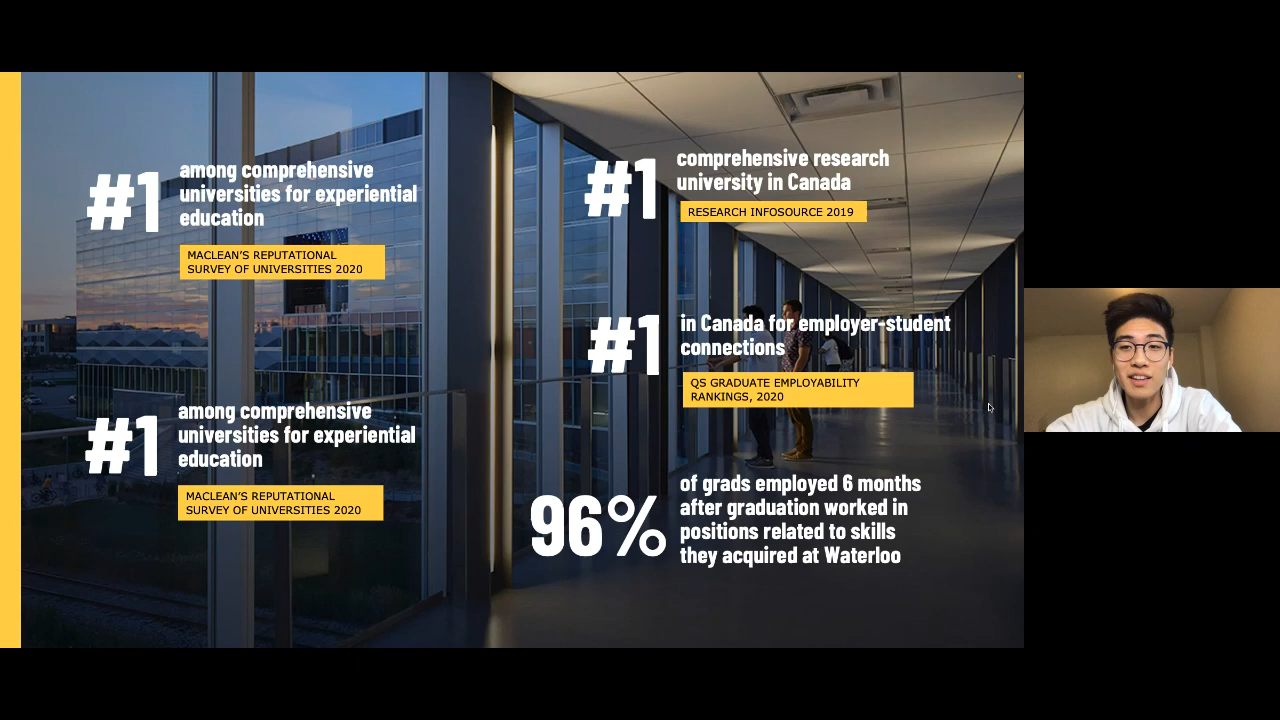 #1
among comprehensive
universities for experiential
education
MACLEAN'S REPUTATIONAL
SURVEY OF UNIVERSITIES 2020
#1
among comprehensive
universities for experiential
education
MACLEAN'S REPUTATIONAL
SURVEY OF UNIVERSITIES 2020
#1
comprehensive research
university in Canada
RESEARCH INFOSOURCE 2019
#1
in Canada for employer-student
connections
QS GRADUATE EMPLOYABILITY
RANKINGS, 2020
96%
of grads employed 6 months
after graduation worked in
positions related to skills
they acquired at Waterloo